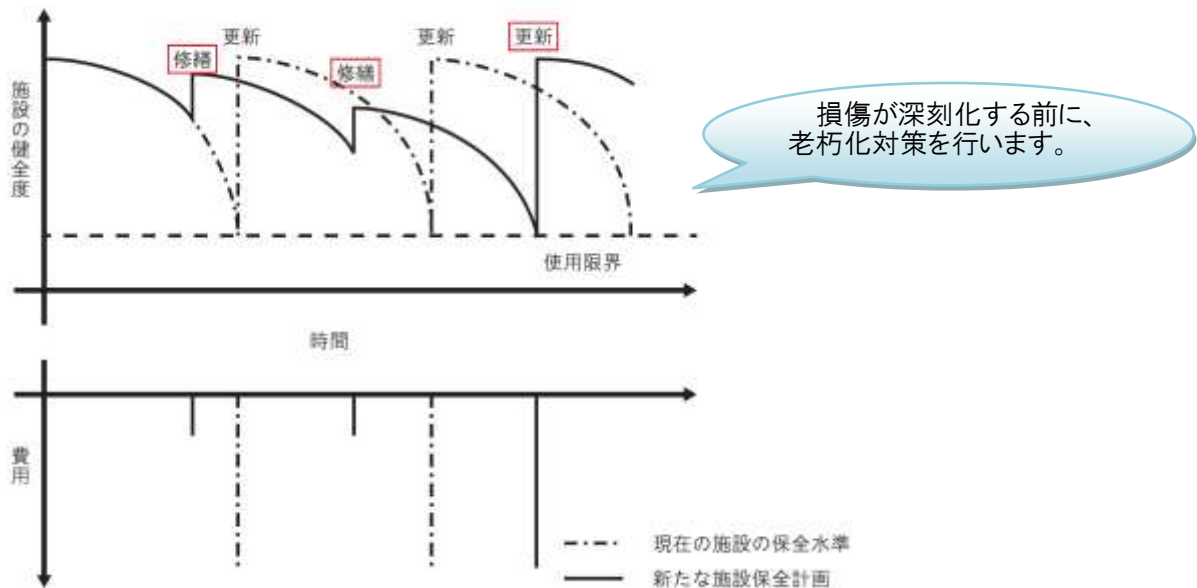 更新
更新
更新
修繕
修繕
施設の健全度
損傷が深刻化する前に、
老朽化対策を行います。
使用限界
時間
費用
現在の施設の保全水準
新たな施設保全計画